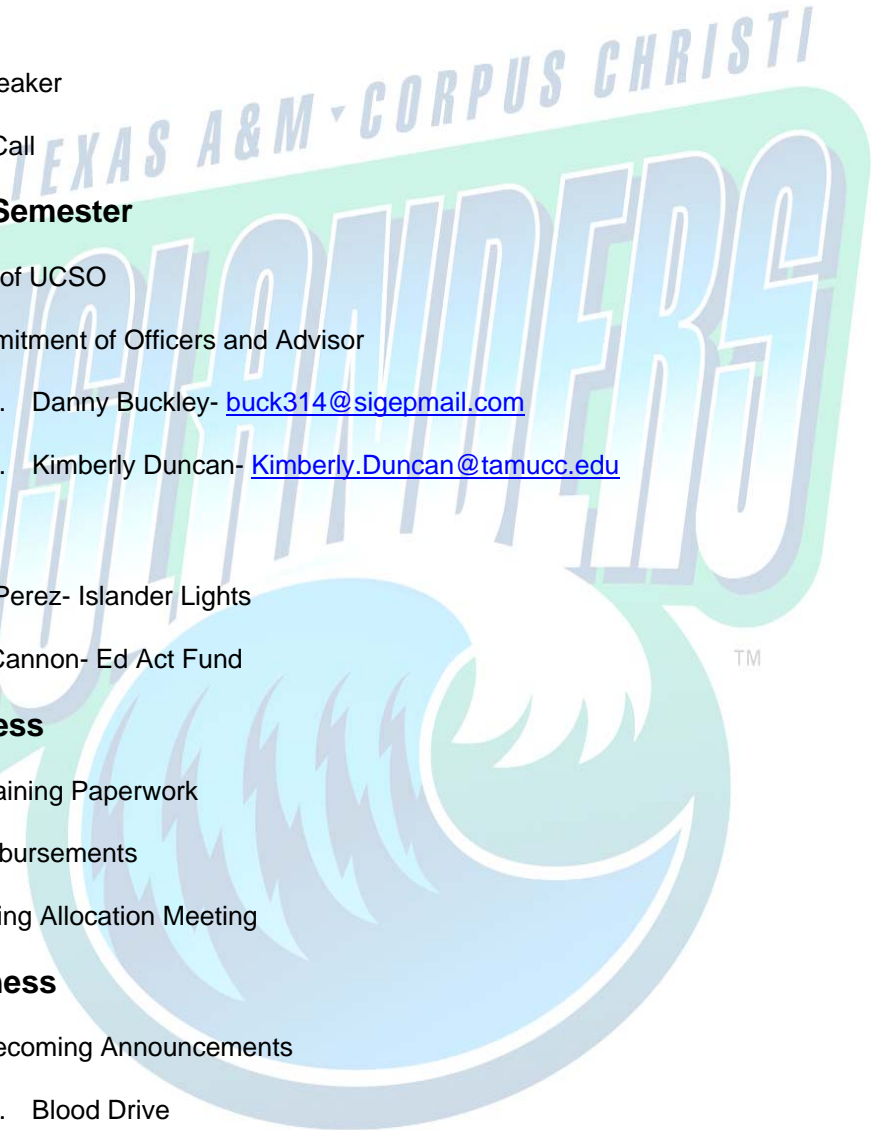 TEXAS A&M - CORPUS CHRISTI
ISLANDERS
TM
eaker
Call
Semester
of UCSO
mitment of Officers and Advisor
. Danny Buckley- buck314@sigepmail.com
. Kimberly Duncan- Kimberly.Duncan@tamucc.edu
Perez- Islander Lights
Cannon- Ed Act Fund
ess
aining Paperwork
bursements
ing Allocation Meeting
ness
ecoming Announcements
. Blood Drive